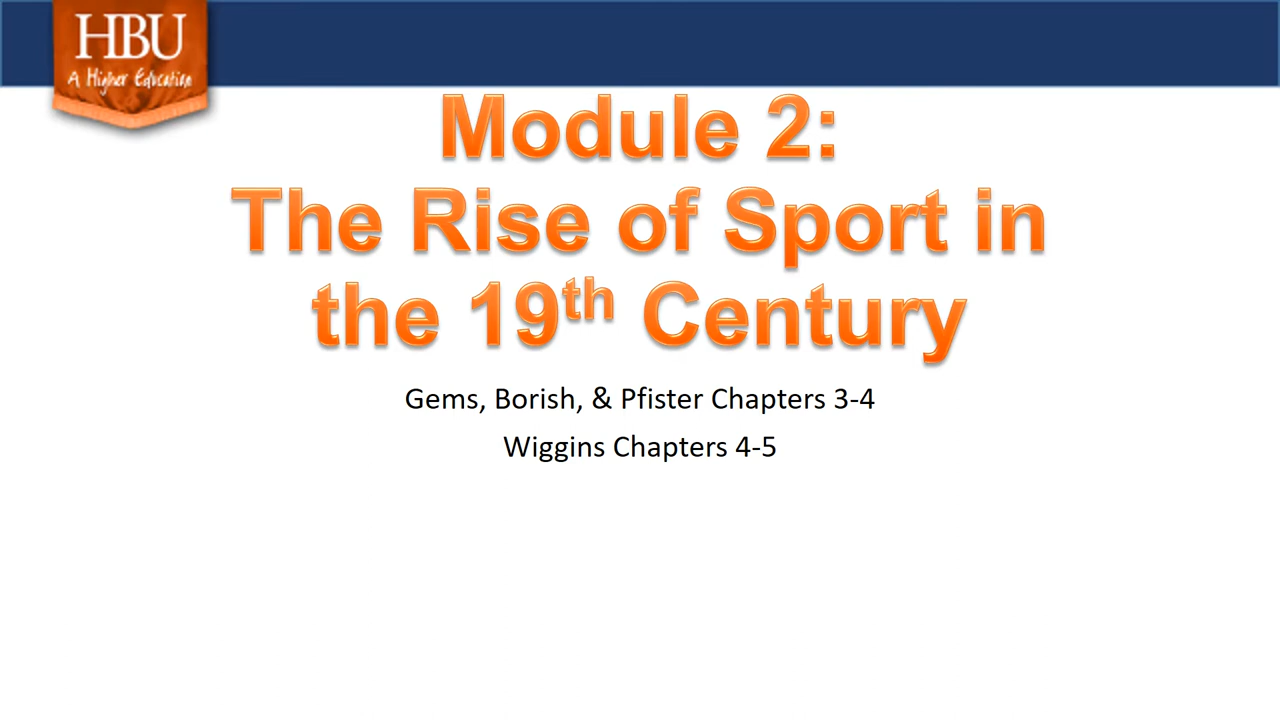 HBU
A Higher Education
Module 2:
The Rise of Sport in
the 19th Century
Gems, Borish, & Pfister Chapters 3-4
Wiggins Chapters 4-5